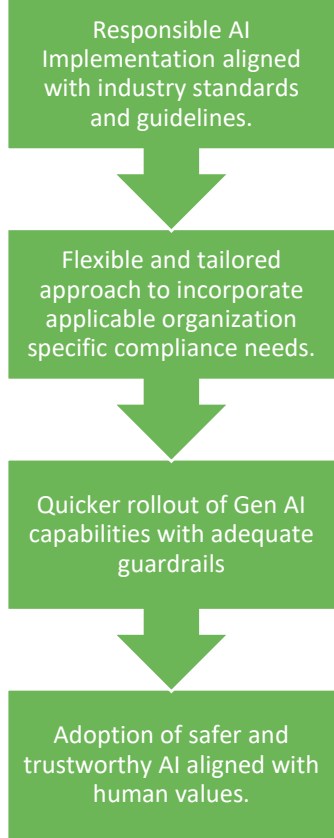 Responsible AI
Implementation aligned
with industry standards
and guidelines.
Flexible and tailored
approach to incorporate
applicable organization
specific compliance needs.
Quicker rollout of Gen AI
capabilities with adequate
guardrails
Adoption of safer and
trustworthy AI aligned with
human values.